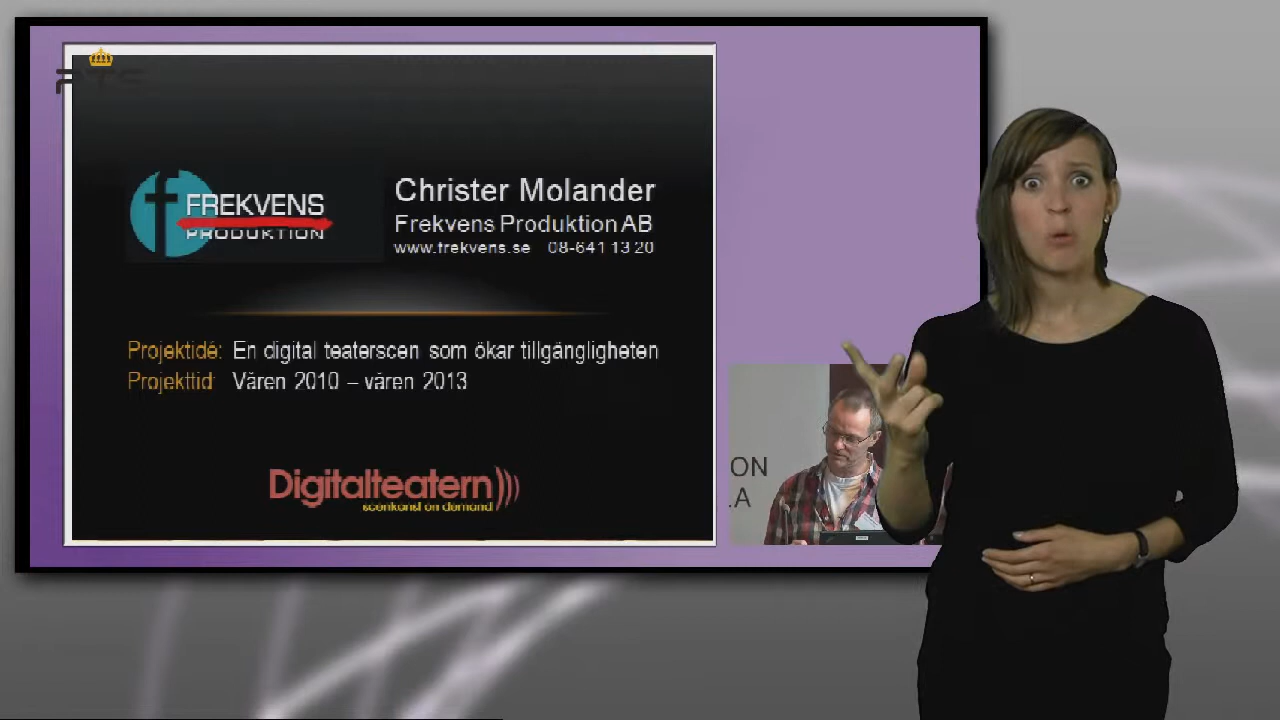 PTS
FREKVENS
PRODUKTION
Christer Molander
Frekvens Produktion AB
www.frekvens.se 08-641 13 20
Projektidé: En digital teaterscen som ökar tillgängligheten
Projekttid: Våren 2010 – våren 2013
Digitalteatern
scenkonst on demand
ON
.A